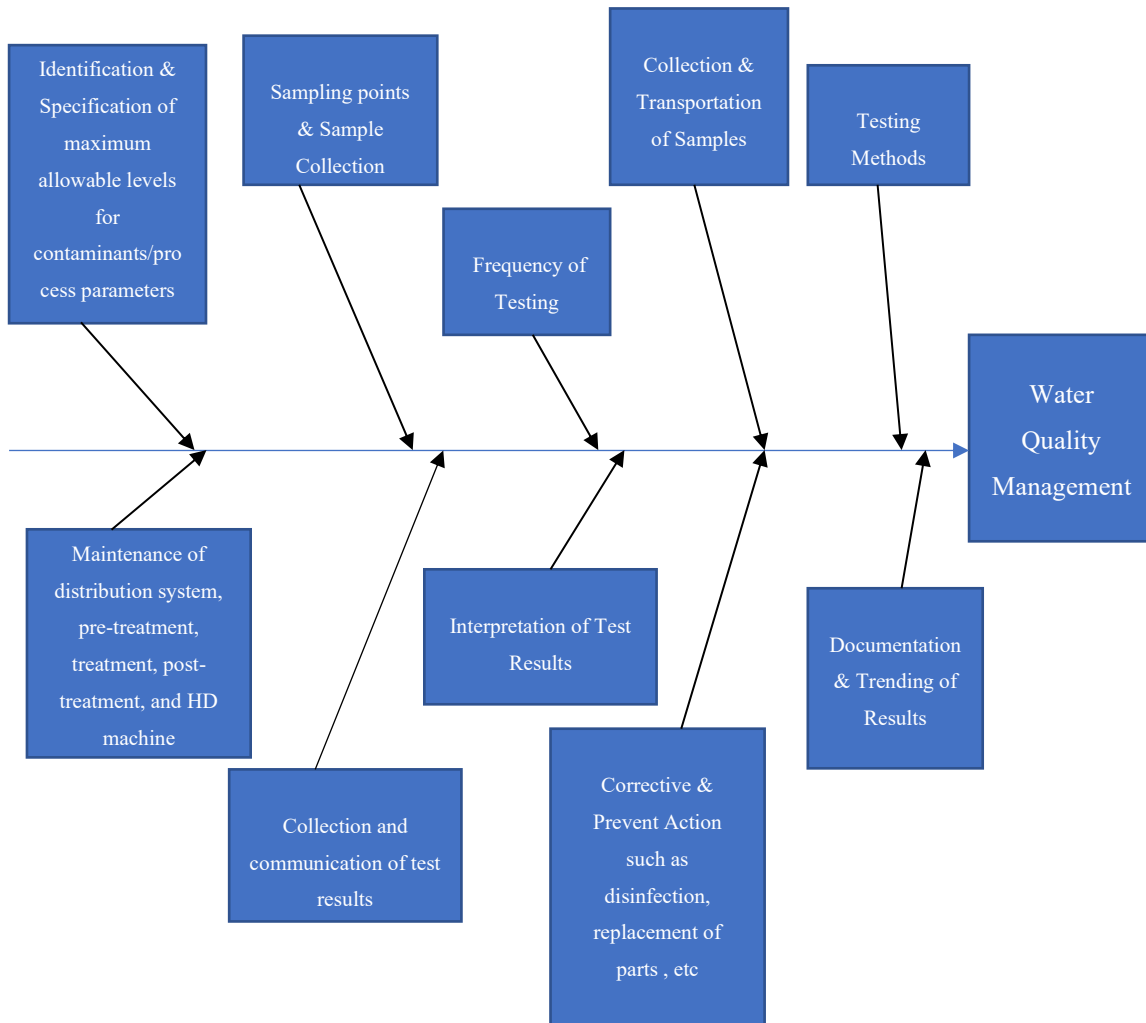 Identification &
Specification of
maximum
allowable levels
for
contaminants/pro
cess parameters
Sampling points
& Sample
Collection
Frequency of
Testing
Collection &
Transportation
of Samples
Testing
Methods
Water
Quality
Management
Maintenance of
distribution system,
pre-treatment,
treatment, post-
treatment, and HD
machine
Collection and
communication of test
results
Interpretation of Test
Results
Corrective &
Prevent Action
such as
disinfection,
replacement of
parts , etc
Documentation
& Trending of
Results